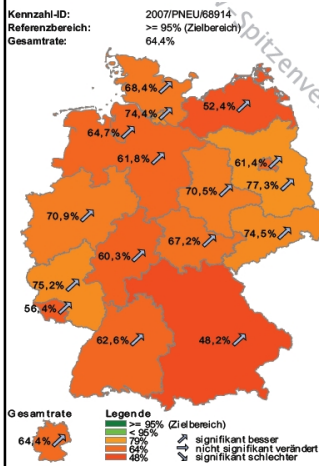 Kennzahl-ID: 2007/PNEU/68914
Referenzbereich: >= 95% (Zielbereich)
Gesamtrate: 64,4%
Spitzenver
68,4%
74,4%
52,4%
64,7%
61,8%
61,4%
77,3%
70,5%
70,9%
74,5%
67,2%
60,3%
75,2%
56,4%
62,6%
48,2%
Gesamtrate
64,4%
Legende
>= 95% (Zielbereich)
< 95%
79%
64%
48%
signifikant besser
nicht signifikant verändert
signifikant schlechter